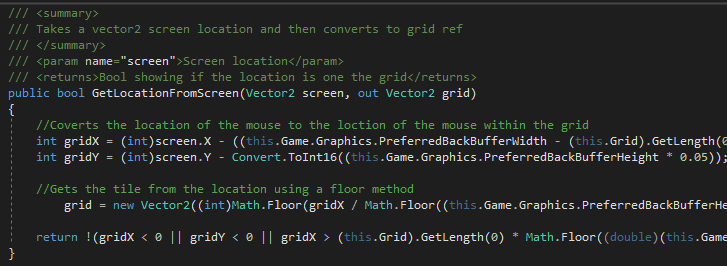 /// <summary>
/// Takes a vector2 screen location and then converts to grid ref
/// </summary>
/// <param name="screen">Screen location</param>
/// <returns>Bool showing if the location is one the grid</returns>
public bool GetLocationFromScreen(Vector2 screen, out Vector2 grid)
{
//Coverts the location of the mouse to the loction of the mouse within the grid
int gridX = (int)screen.X - ((this.Game.Graphics.PreferredBackBufferWidth - (this.Grid).GetLength(0
int gridY = (int)screen.Y - Convert.ToInt16((this.Game.Graphics.PreferredBackBufferHeight * 0.05));
//Gets the tile from the location using a floor method
grid = new Vector2((int)Math.Floor(gridX / Math.Floor((this.Game.Graphics.PreferredBackBufferHe
return !(gridX < 0 || gridY < 0 || gridX > (this.Grid).GetLength(0) * Math.Floor((double)(this.Game
}